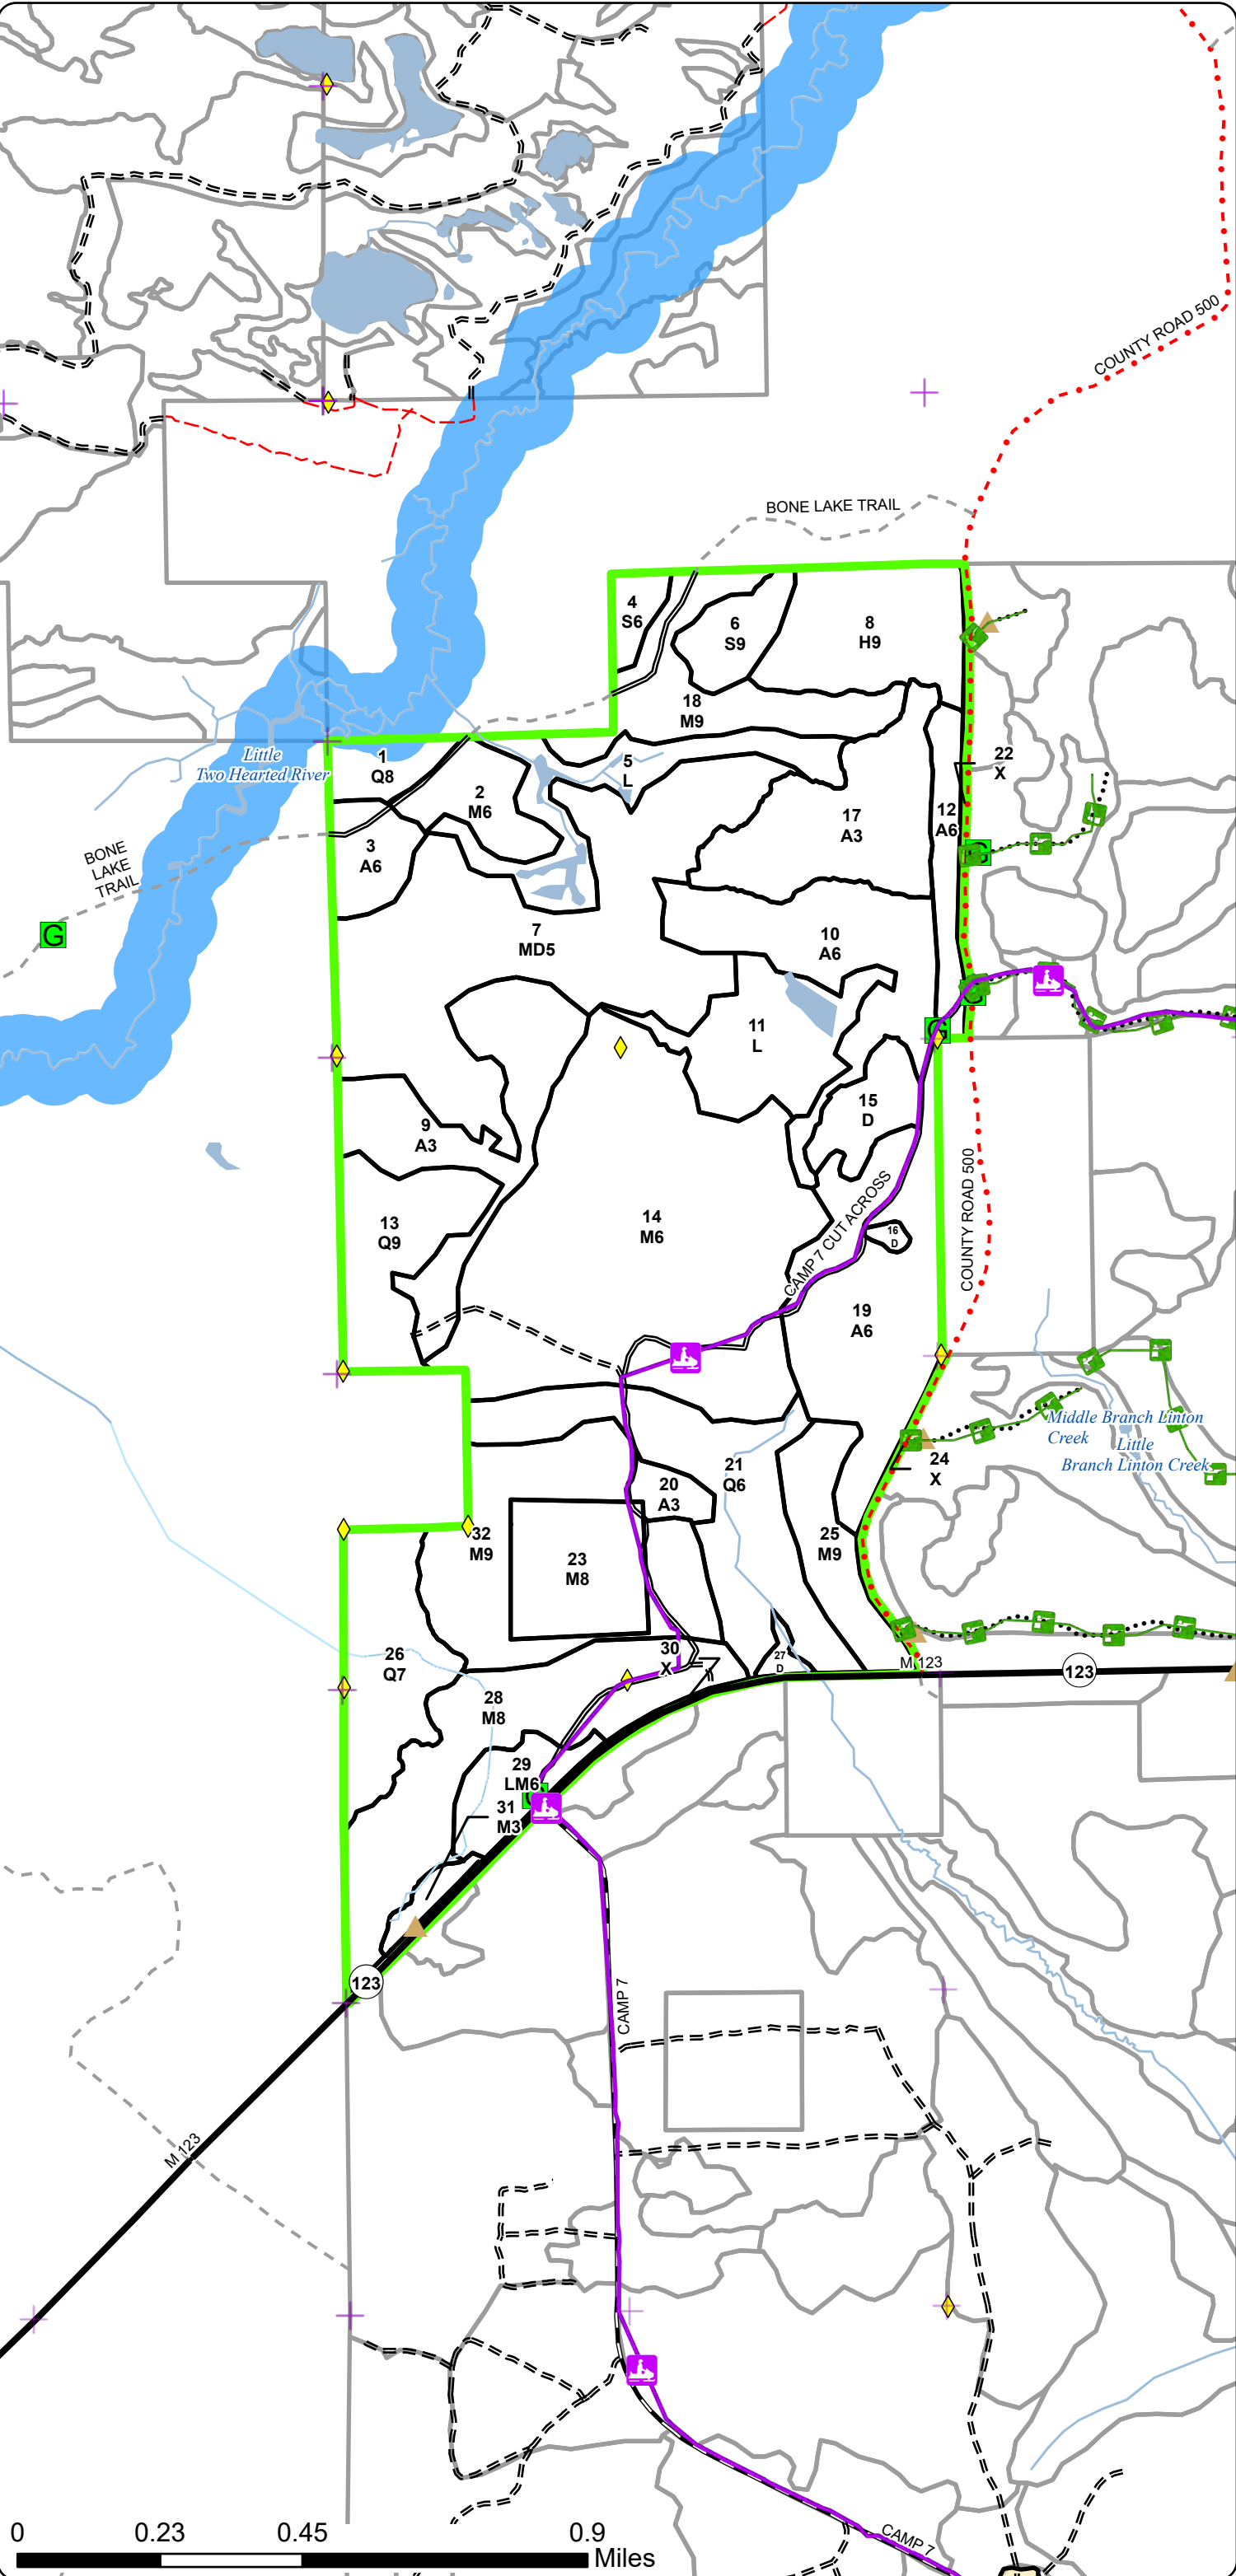 COUNTY ROAD 500
BONE LAKE TRAIL
4
S6
6
S9
8
H9
18
M9
Little
Two Hearted River
1
Q8
5
L
22
X
2
M6
17
A3
12
A6
3
A6
BONE
LAKE
TRAIL
G
G
7
MD5
10
A6
G
G
11
L
15
D
9
A3
COUNTY ROAD 500
CAMP 7 CUT ACROSS
14
M6
13
Q9
16
D
19
A6
Middle Branch Linton
Creek
Little
Branch Linton Creek
24
X
21
Q6
20
A3
32
M9
25
M9
23
M8
26
Q7
30
X
27
D
M 123
123
28
M8
29
LM6
31
M3
123
CAMP 7
M 123
CAMP 7
0 0.23 0.45 0.9
Miles